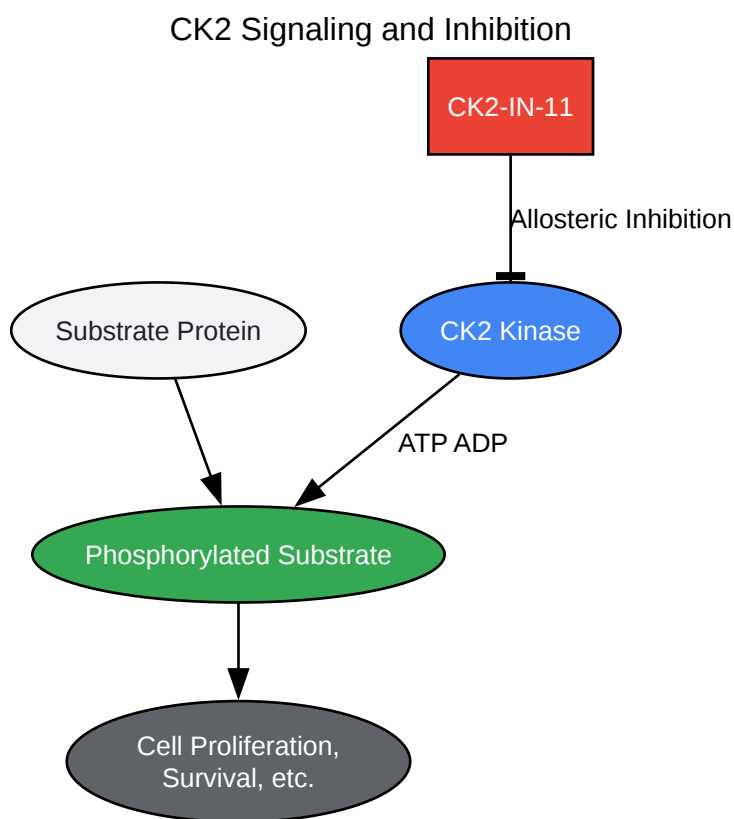 CK2 Signaling and Inhibition
CK2-IN-11
Allosteric Inhibition
Substrate Protein
CK2 Kinase
ATP ADP
Phosphorylated Substrate
Cell Proliferation,
Survival, etc.